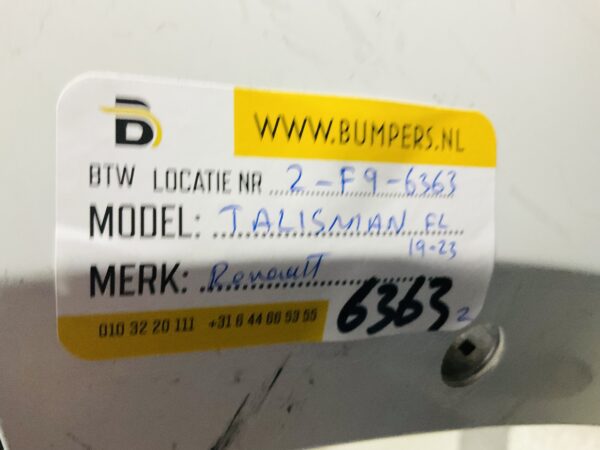 B
WWW.BUMPERS.NL
BTW LOCATIE NR 2-F9-6363
MODEL: TALISMAN FL
19-23
MERK: Renault
010 32 20 111 +31 6 44 66 53 55
6363 2